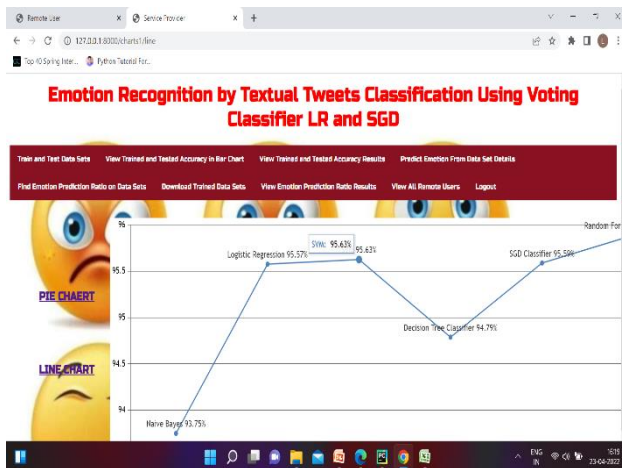 Remote User
Service Provider
127.0.0.1:8000/charts1/line
Top 40 Spring Inter...
Python Tutorial For...
Emotion Recognition by Textual Tweets Classification Using Voting
Classifier LR and SGD
Train and Test Data Sets View Trained and Tested Accuracy in Bar Chart View Trained and Tested Accuracy Results Predict Emotion From Data Set Details
Find Emotion Prediction Ratio on Data Sets Download Trained Data Sets View Emotion Prediction Ratio Results View All Remote Users Logout
96
Random For
SVM: 95.63%
95.63%
Logistic Regression 95.57%
SGD Classifier 95.59%
95.5
PIE CHAERT
95
Decision Tree Classifier 94.79%
LINE CHART
94.5
94
Naive Bayes 93.75%
ENG
IN
16:19
23-04-2022